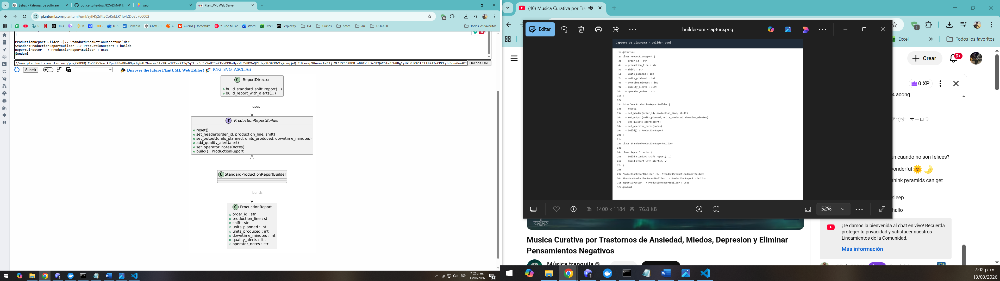 Sebas - Patrones de software
optica-suite/docs/ROADMAP_
web
PlantUML Web Server
plantuml.com/plantuml/uml/SyfFKj2rKt3CoKnELR1Io4ZDoSa700002
30
19
S
HBO
B
.
UTS
LinkedIn
ChatGPT
C
Cursos | Domestika
YTube Music
Word
Excel
Perplexity
HA
Cursos
notes
arr
DOCKER
Todos los favoritos
}
ProductionReportBuilder <|.. StandardProductionReportBuilder
StandardProductionReportBuilder ..> ProductionReport : builds
ReportDirector --> ProductionReportBuilder : uses
@enduml
Decode URL
Submit
Discover the future PlantUML Web Editor!
PNG SVG ASCII Art
C ReportDirector
build_standard_shift_report(...)
build_report_with_alerts(...)
uses
I ProductionReportBuilder
reset()
set_header(order_id, production_line, shift)
set_output(units_planned, units_produced, downtime_minutes)
add_quality_alert(alert)
set_operator_notes(notes)
build() : ProductionReport
C StandardProductionReportBuilder
builds
C ProductionReport
order_id : str
production_line : str
shift : str
units_planned : int
units_produced : int
downtime_minutes : int
quality_alerts : list
operator_notes : str
ESP
7:02 p. m.
13/03/2026
32
(40) Musica Curativa por Tra
1
Excel
Todos los favoritos
Editar
builder-uml-capture.png
Captura de diagrama - builder.puml
1: @startuml
2: class ProductionReport {
3: + order_id : str
4: + production_line : str
5: + shift : str
6: + units_planned : int
7: + units_produced : int
8: + downtime_minutes : int
9: + quality_alerts : list
10: + operator_notes : str
11: }
12:
13: interface ProductionReportBuilder {
14: + reset()
15: + set_header(order_id, production_line, shift)
16: + set_output(units_planned, units_produced, downtime_minutes)
17: + add_quality_alert(alert)
18: + set_operator_notes(notes)
19: + build() : ProductionReport
20: }
21:
22: class StandardProductionReportBuilder
23:
24: class ReportDirector {
25: + build_standard_shift_report(...)
26: + build_report_with_alerts(...)
27: }
28:
29: ProductionReportBuilder <|.. StandardProductionReportBuilder
30: StandardProductionReportBuilder ..> ProductionReport : builds
31: ReportDirector --> ProductionReportBuilder : uses
32: @enduml
1400 x 1184
76.8 KB
52%
Crear
9+
0 XP
4 abong
アです オーロラ
en cuando no son felices?
wonderful 🌞 🌙
think pyramids can get
sleep
hallo
¡Te damos la bienvenida al chat en vivo! Recuerda
proteger tu privacidad y satisfacer nuestros
Lineamientos de la Comunidad.
Más información
Musica Curativa por Trastornos de Ansiedad, Miedos, Depresion y Eliminar
Pensamientos Negativos
Música tranquila
7:02 p. m.
13/03/2026